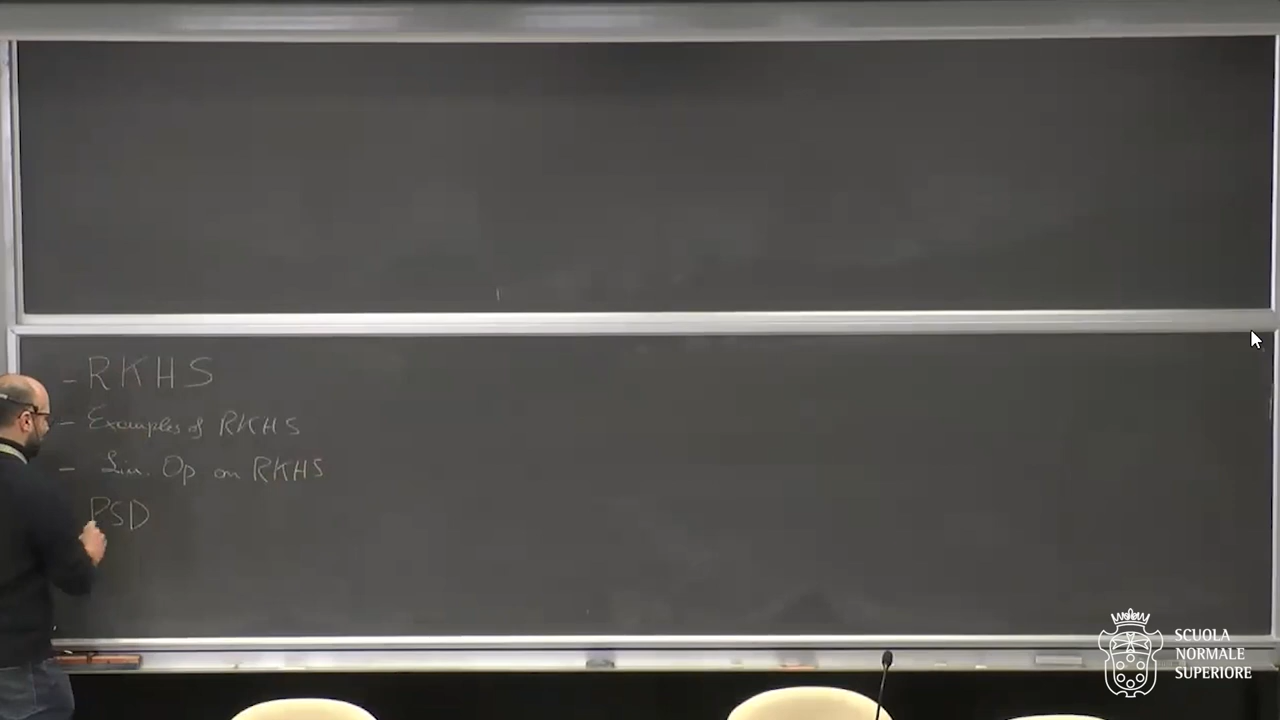 - RKHS
- Examples of RKHS
- Lin. Op on RKHS
PSD
SCUOLA
NORMALE
SUPERIORE